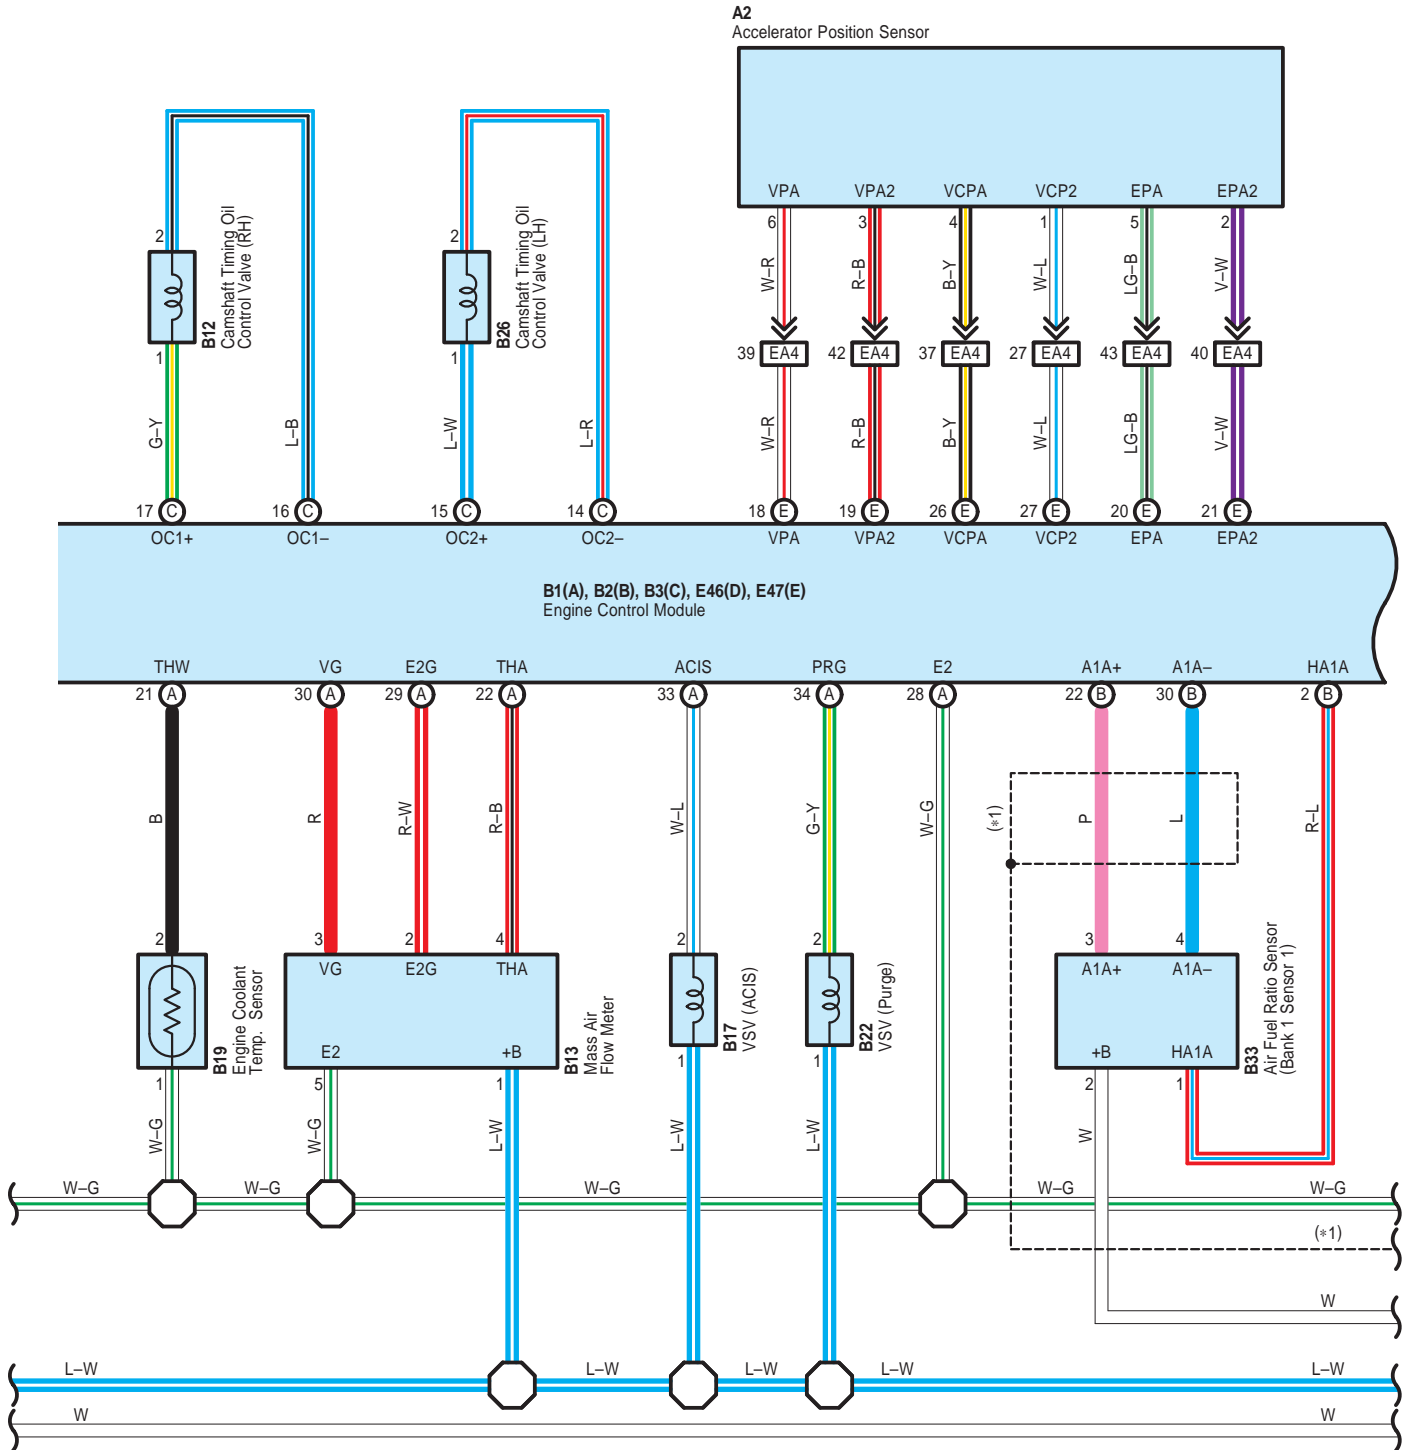 A2
Accelerator Position Sensor
VPA VPA2 VCPA VCP2 EPA EPA2
6 3 4 1 5 2
W–R R–B B–Y W–L LG–B V–W
2 2
B12
Camshaft Timing Oil
Control Valve (RH)
B26
Camshaft Timing Oil
Control Valve (LH)
1 1
39 EA4 42 EA4 37 EA4 27 EA4 43 EA4 40 EA4
G–Y L–B L–W L–R W–R R–B B–Y W–L LG–B V–W
17 C 16 C 15 C 14 C 18 E 19 E 26 E 27 E 20 E 21 E
OC1+ OC1– OC2+ OC2– VPA VPA2 VCPA VCP2 EPA EPA2
B1(A), B2(B), B3(C), E46(D), E47(E)
Engine Control Module
THW VG E2G THA ACIS PRG E2 A1A+ A1A– HA1A
21 A 30 A 29 A 22 A 33 A 34 A 28 A 22 B 30 B 2 B
B R R–W R–B W–L G–Y W–G (*1) P L R–L
2 3 2 4 2 2 3 4
VG E2G THA A1A+ A1A–
B19
Engine Coolant
Temp. Sensor
B13
Mass Air
Flow Meter
B17
VSV (ACIS)
B22
VSV (Purge)
B33
Air Fuel Ratio Sensor
(Bank 1 Sensor 1)
E2 +B +B HA1A
1 5 1 1 1 2 1
W–G W–G L–W L–W L–W W
W–G W–G W–G W–G W–G
(*1)
W
L–W L–W L–W L–W L–W
W W